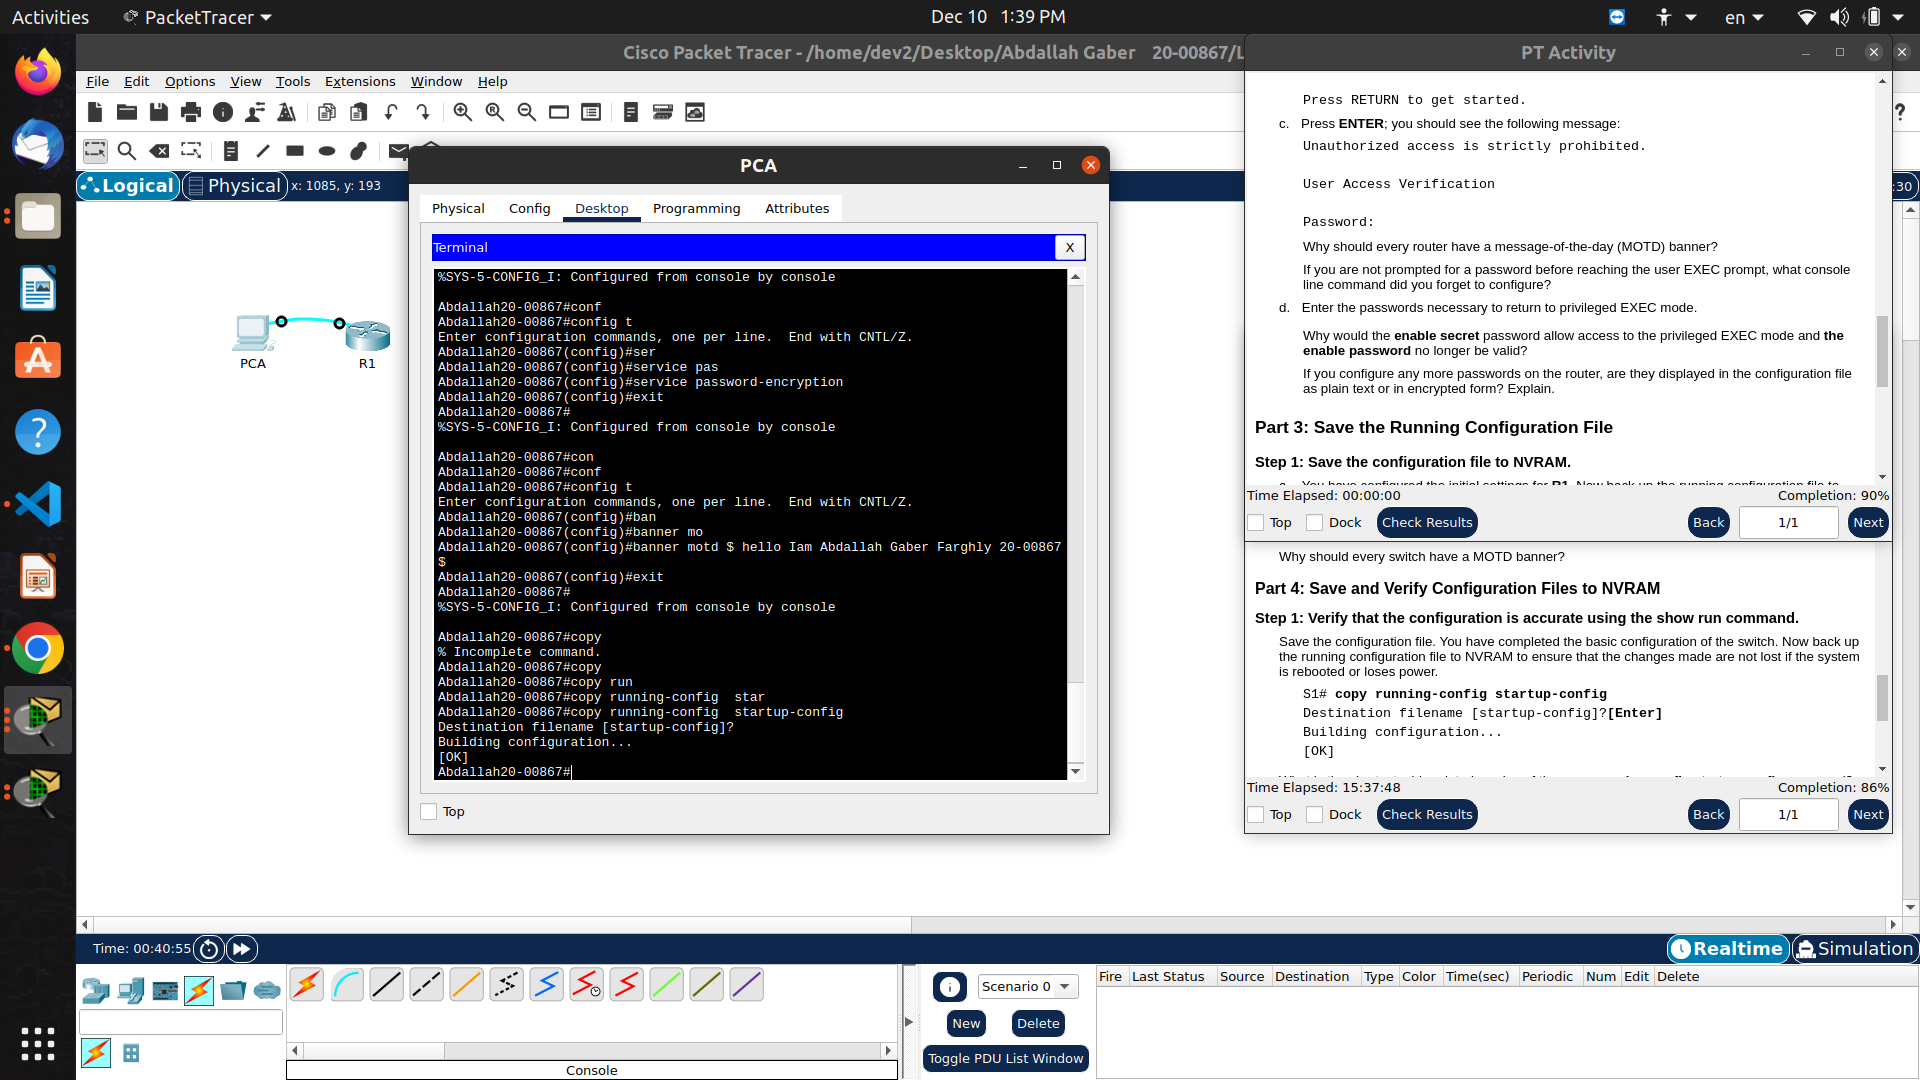 Activities
PacketTracer
Dec 10 1:39 PM
en
Cisco Packet Tracer - /home/dev2/Desktop/Abdallah Gaber 20-00867/L
File Edit Options View Tools Extensions Window Help
Logical
Physical
x: 1085, y: 193
:30
PCA
R1
PCA
Physical Config Desktop Programming Attributes
Terminal
X
%SYS-5-CONFIG_I: Configured from console by console
Abdallah20-00867#conf
Abdallah20-00867#config t
Enter configuration commands, one per line. End with CNTL/Z.
Abdallah20-00867(config)#ser
Abdallah20-00867(config)#service pas
Abdallah20-00867(config)#service password-encryption
Abdallah20-00867(config)#exit
Abdallah20-00867#
%SYS-5-CONFIG_I: Configured from console by console
Abdallah20-00867#con
Abdallah20-00867#conf
Abdallah20-00867#config t
Enter configuration commands, one per line. End with CNTL/Z.
Abdallah20-00867(config)#ban
Abdallah20-00867(config)#banner mo
Abdallah20-00867(config)#banner motd $ hello Iam Abdallah Gaber Farghly 20-00867
$
Abdallah20-00867(config)#exit
Abdallah20-00867#
%SYS-5-CONFIG_I: Configured from console by console
Abdallah20-00867#copy
% Incomplete command.
Abdallah20-00867#copy
Abdallah20-00867#copy run
Abdallah20-00867#copy running-config star
Abdallah20-00867#copy running-config startup-config
Destination filename [startup-config]?
Building configuration...
[OK]
Abdallah20-00867#
Top
PT Activity
Press RETURN to get started.
c. Press ENTER; you should see the following message:
Unauthorized access is strictly prohibited.
User Access Verification
Password:
Why should every router have a message-of-the-day (MOTD) banner?
If you are not prompted for a password before reaching the user EXEC prompt, what console
line command did you forget to configure?
d. Enter the passwords necessary to return to privileged EXEC mode.
Why would the enable secret password allow access to the privileged EXEC mode and the
enable password no longer be valid?
If you configure any more passwords on the router, are they displayed in the configuration file
as plain text or in encrypted form? Explain.
Part 3: Save the Running Configuration File
Step 1: Save the configuration file to NVRAM.
Time Elapsed: 00:00:00
Completion: 90%
Top
Dock
Check Results
Back
1/1
Next
Why should every switch have a MOTD banner?
Part 4: Save and Verify Configuration Files to NVRAM
Step 1: Verify that the configuration is accurate using the show run command.
Save the configuration file. You have completed the basic configuration of the switch. Now back up
the running configuration file to NVRAM to ensure that the changes made are not lost if the system
is rebooted or loses power.
S1# copy running-config startup-config
Destination filename [startup-config]?[Enter]
Building configuration...
[OK]
Time Elapsed: 15:37:48
Completion: 86%
Top
Dock
Check Results
Back
1/1
Next
Time: 00:40:55
Realtime
Simulation
Console
Scenario 0
New
Delete
Toggle PDU List Window
Fire Last Status Source Destination Type Color Time(sec) Periodic Num Edit Delete